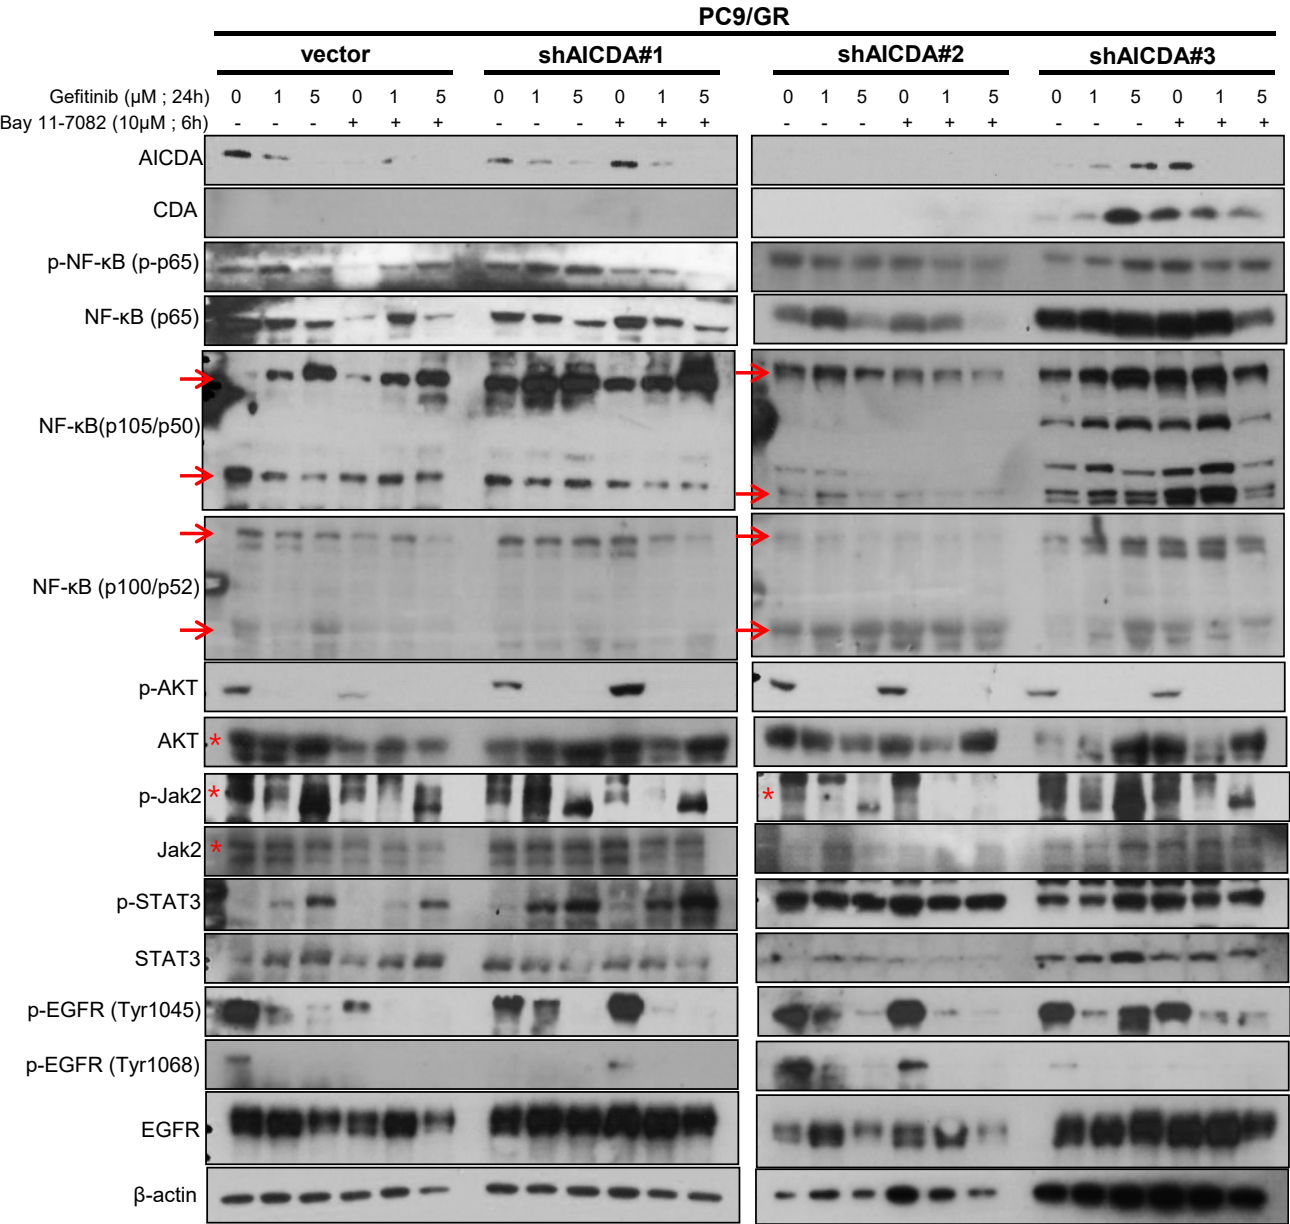 PC9/GR
vector shAICDA#1 shAICDA#2 shAICDA#3
Gefitinib (μM ; 24h) 0 1 5 0 1 5 0 1 5 0 1 5 0 1 5 0 1 5 0 1 5 0 1 5
Bay 11-7082 (10μM ; 6h) - - - + + + - - - + + + - - - + + + - - - + + +
AICDA
CDA
p-NF-κB (p-p65)
NF-κB (p65)
NF-κB(p105/p50)
NF-κB (p100/p52)
p-AKT
AKT *
p-Jak2 * *
Jak2 *
p-STAT3
STAT3
p-EGFR (Tyr1045)
p-EGFR (Tyr1068)
EGFR
β-actin